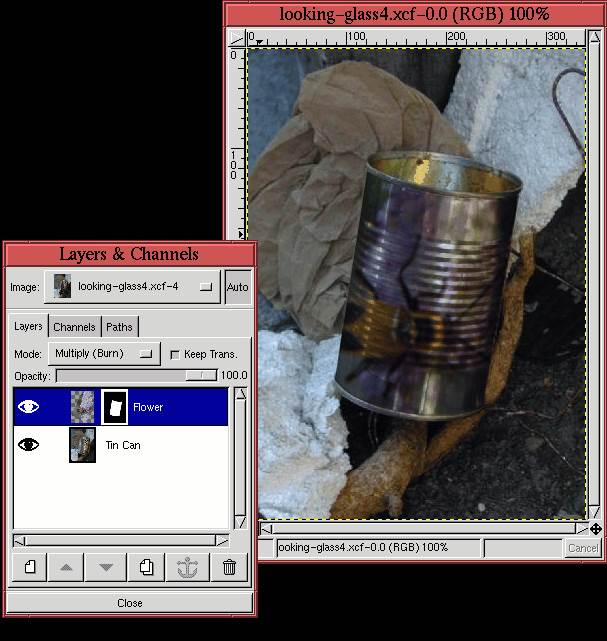 looking-glass4.xcf-0.0 (RGB) 100%
0 100 200 300
0
100
Layers & Channels
Image: looking-glass4.xcf-4 Auto
Layers Channels Paths
Mode: Multiply (Burn) Keep Trans.
Opacity: 100.0
Flower
Tin Can
Close
ooking-glass4.xcf-0.0 (RGB) 100% Cancel